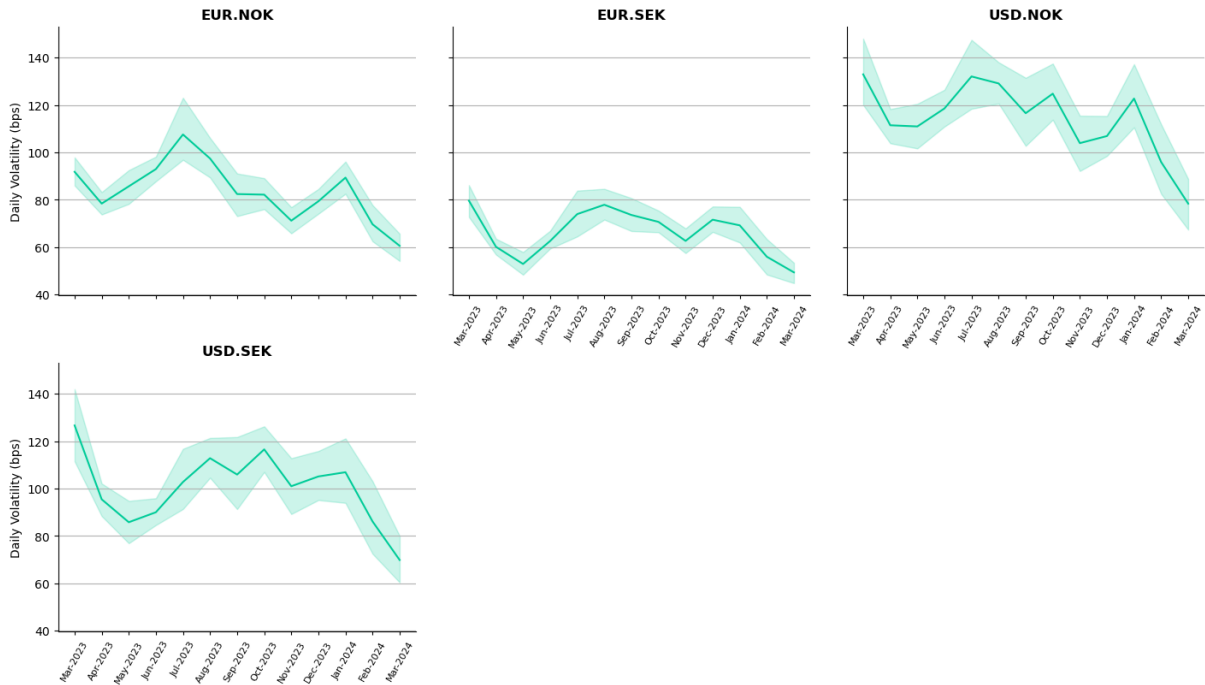 EUR.NOK
EUR.SEK
USD.NOK
Daily Volatility (bps)
140
120
100
80
60
40
Mar-2023
Apr-2023
May-2023
Jun-2023
Jul-2023
Aug-2023
Sep-2023
Oct-2023
Nov-2023
Dec-2023
Jan-2024
Feb-2024
Mar-2024
Mar-2023
Apr-2023
May-2023
Jun-2023
Jul-2023
Aug-2023
Sep-2023
Oct-2023
Nov-2023
Dec-2023
Jan-2024
Feb-2024
Mar-2024
USD.SEK
Daily Volatility (bps)
140
120
100
80
60
40
Mar-2023
Apr-2023
May-2023
Jun-2023
Jul-2023
Aug-2023
Sep-2023
Oct-2023
Nov-2023
Dec-2023
Jan-2024
Feb-2024
Mar-2024